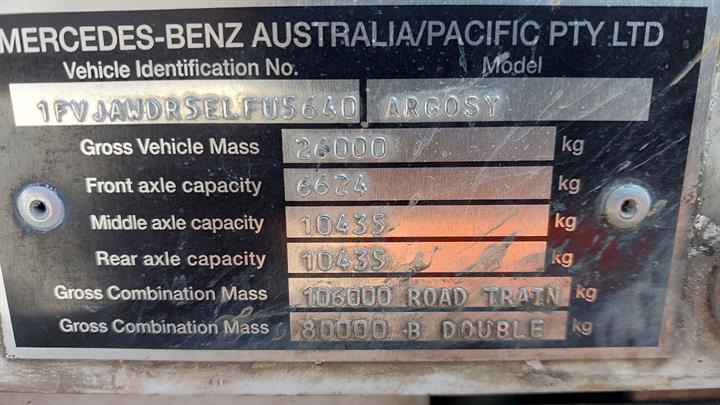 MERCEDES-BENZ AUSTRALIA/PACIFIC PTY LTD
Vehicle Identification No. Model
1FVJAWDR5ELFU5640 ARGOSY
Gross Vehicle Mass 26000 kg
Front axle capacity 6624 kg
Middle axle capacity 10435 kg
Rear axle capacity 10435 kg
Gross Combination Mass 106000 ROAD TRAIN kg
Gross Combination Mass 80000 B DOUBLE kg